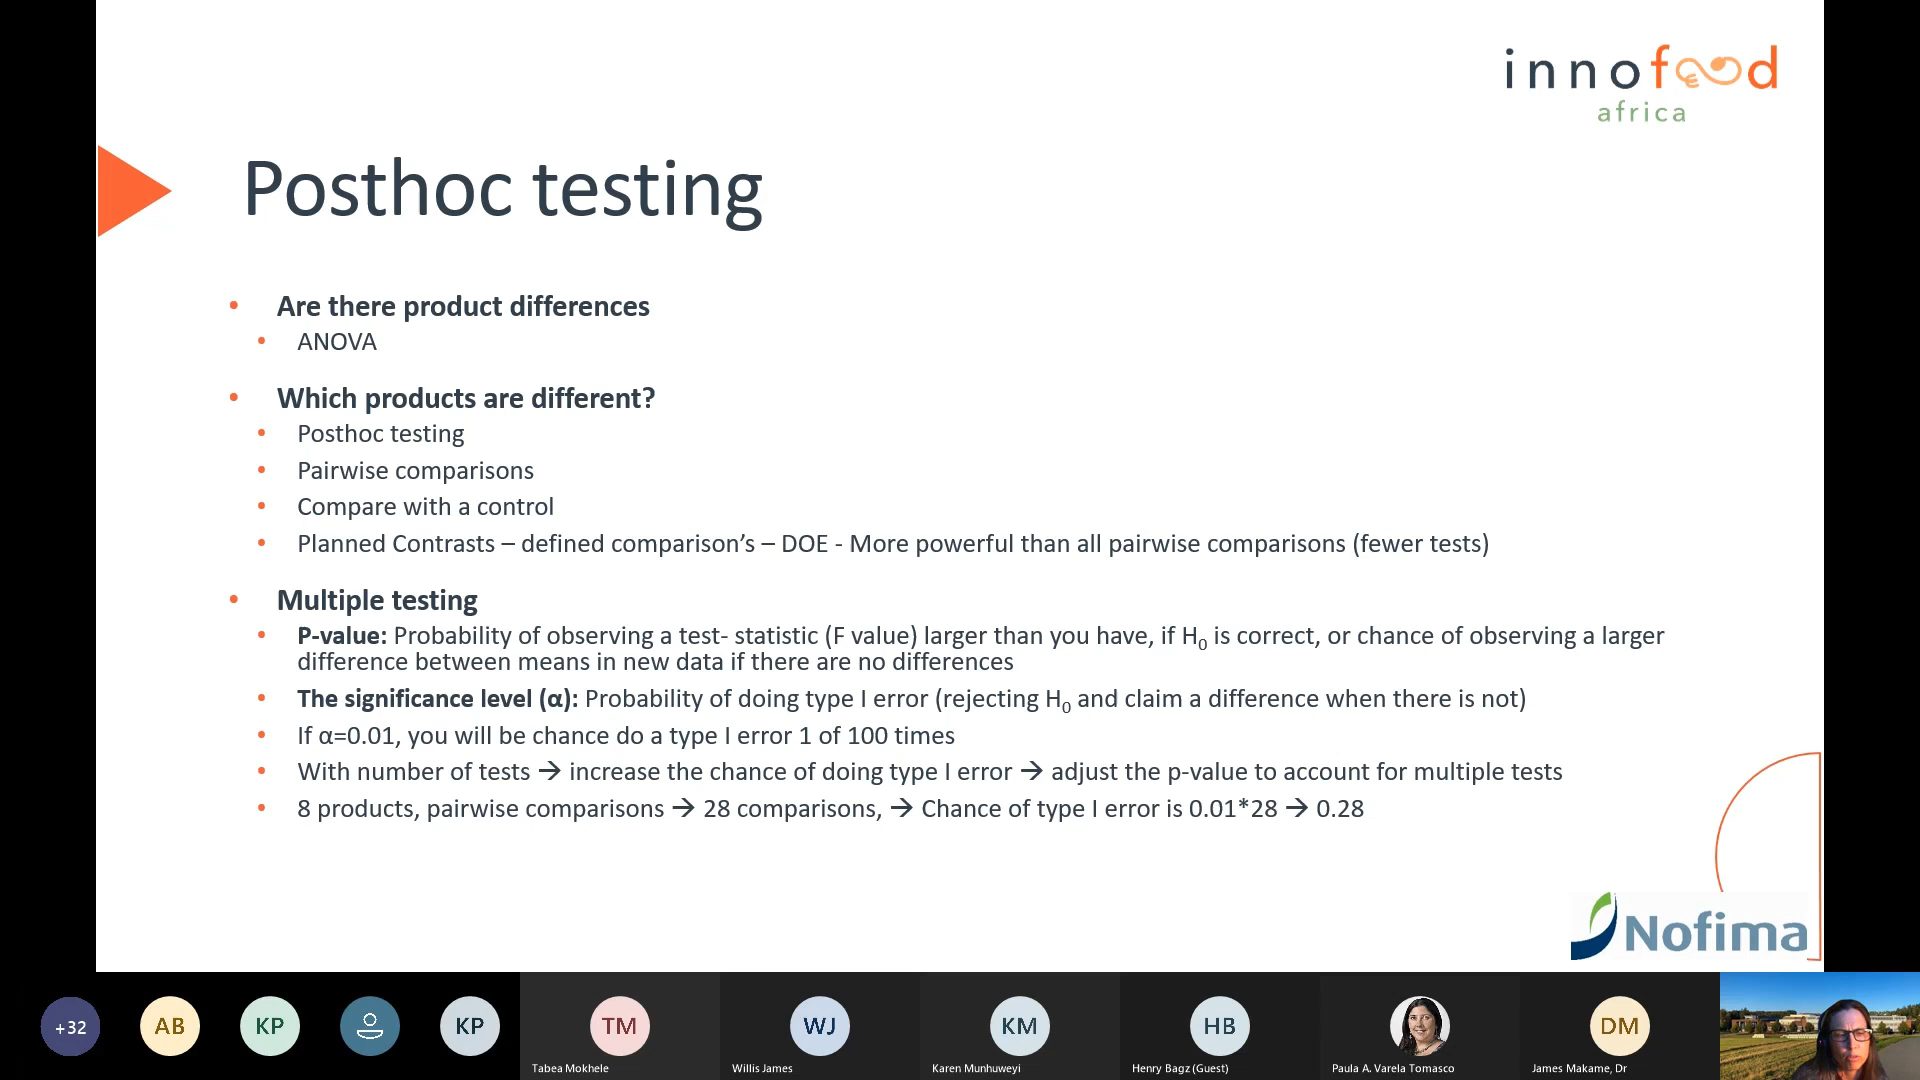 innofood
africa
Posthoc testing
• Are there product differences
• ANOVA
• Which products are different?
• Posthoc testing
• Pairwise comparisons
• Compare with a control
• Planned Contrasts – defined comparison’s – DOE - More powerful than all pairwise comparisons (fewer tests)
• Multiple testing
• P-value: Probability of observing a test- statistic (F value) larger than you have, if H₀ is correct, or chance of observing a larger
difference between means in new data if there are no differences
• The significance level (α): Probability of doing type I error (rejecting H₀ and claim a difference when there is not)
• If α=0.01, you will be chance do a type I error 1 of 100 times
• With number of tests → increase the chance of doing type I error → adjust the p-value to account for multiple tests
• 8 products, pairwise comparisons → 28 comparisons, → Chance of type I error is 0.01*28 → 0.28
Nofima
+32 AB KP KP TM WJ KM HB DM
Tabea Mokhele Willis James Karen Munhuweyi Henry Bagz (Guest) Paula A. Varela Tomasco James Makame, Dr